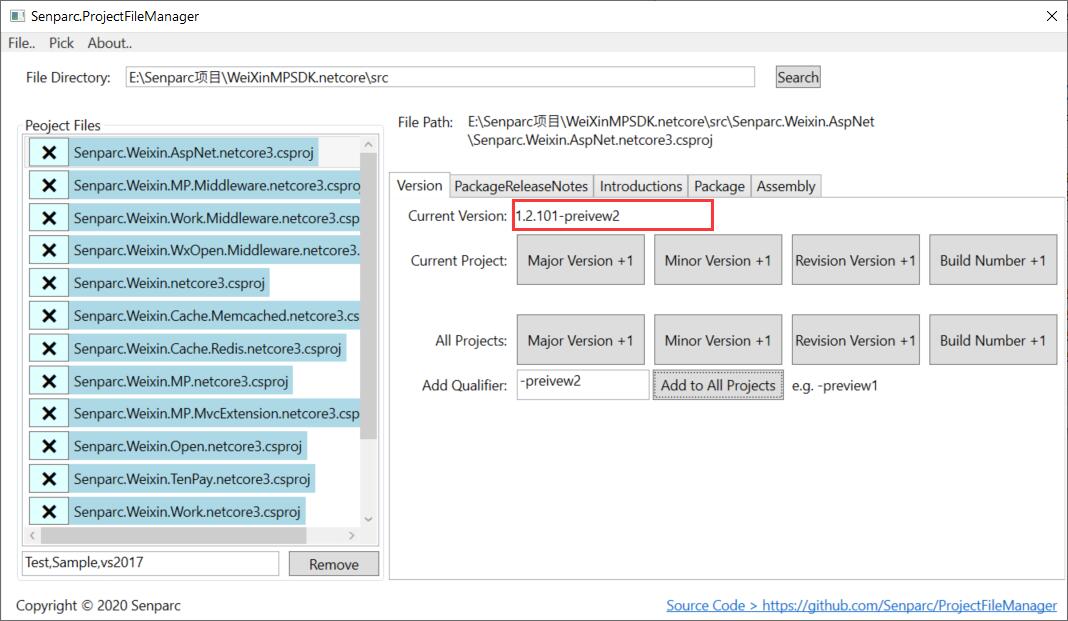 Senparc.ProjectFileManager
File.. Pick About..
File Directory: E:\Senparc项目\WeiXinMPSDK.netcore\src Search
Peoject Files
Senparc.Weixin.AspNet.netcore3.csproj
Senparc.Weixin.MP.Middleware.netcore3.cspro
Senparc.Weixin.Work.Middleware.netcore3.csp
Senparc.Weixin.WxOpen.Middleware.netcore3.
Senparc.Weixin.netcore3.csproj
Senparc.Weixin.Cache.Memcached.netcore3.cs
Senparc.Weixin.Cache.Redis.netcore3.csproj
Senparc.Weixin.MP.netcore3.csproj
Senparc.Weixin.MP.MvcExtension.netcore3.csp
Senparc.Weixin.Open.netcore3.csproj
Senparc.Weixin.TenPay.netcore3.csproj
Senparc.Weixin.Work.netcore3.csproj
Test,Sample,vs2017 Remove
File Path: E:\Senparc项目\WeiXinMPSDK.netcore\src\Senparc.Weixin.AspNet
\Senparc.Weixin.AspNet.netcore3.csproj
Version PackageReleaseNotes Introductions Package Assembly
Current Version: 1.2.101-preivew2
Current Project: Major Version +1 Minor Version +1 Revision Version +1 Build Number +1
All Projects: Major Version +1 Minor Version +1 Revision Version +1 Build Number +1
Add Qualifier: -preivew2 Add to All Projects e.g. -preview1
Copyright © 2020 Senparc Source Code > https://github.com/Senparc/ProjectFileManager